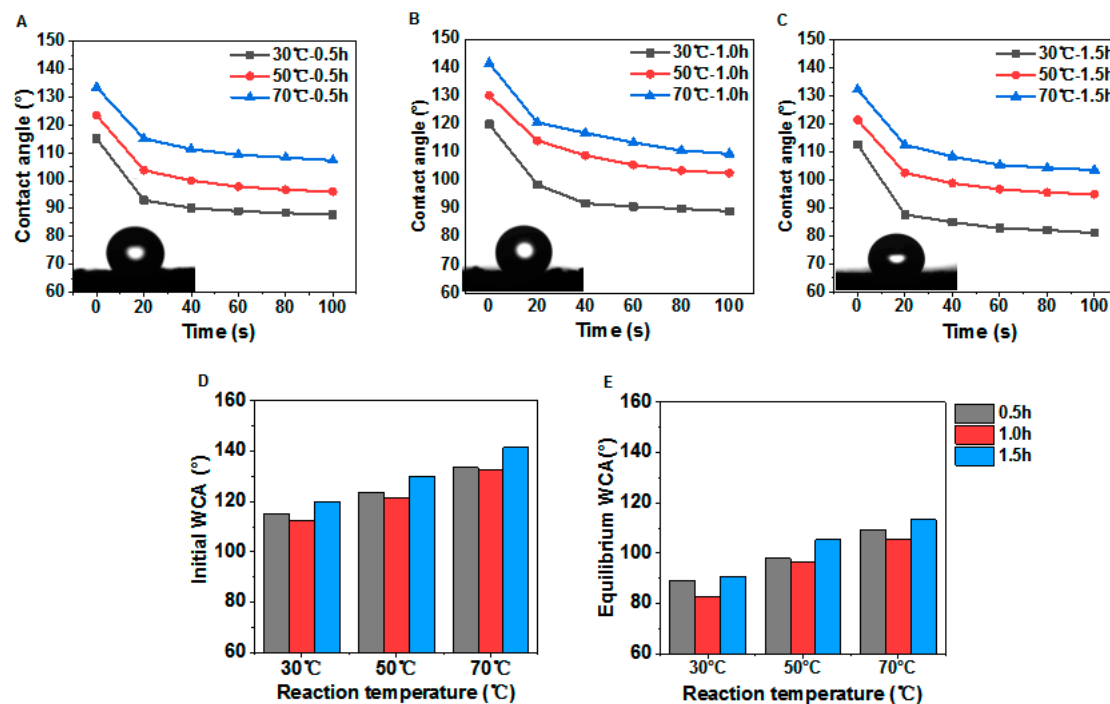 A
150
140
130
120
110
100
90
80
70
60
Contact angle (°)
30℃-0.5h
50℃-0.5h
70℃-0.5h
0 20 40 60 80 100
Time (s)
B
150
140
130
120
110
100
90
80
70
60
Contact angle (°)
30℃-1.0h
50℃-1.0h
70℃-1.0h
0 20 40 60 80 100
Time (s)
C
150
140
130
120
110
100
90
80
70
60
Contact angle (°)
30℃-1.5h
50℃-1.5h
70℃-1.5h
0 20 40 60 80 100
Time (s)
D
160
140
120
100
80
60
Initial WCA (°)
30℃ 50℃ 70℃
Reaction temperature (℃)
E
160
140
120
100
80
60
Equilibrium WCA(°)
30°C 50°C 70°C
Reaction temperature (℃)
0.5h
1.0h
1.5h